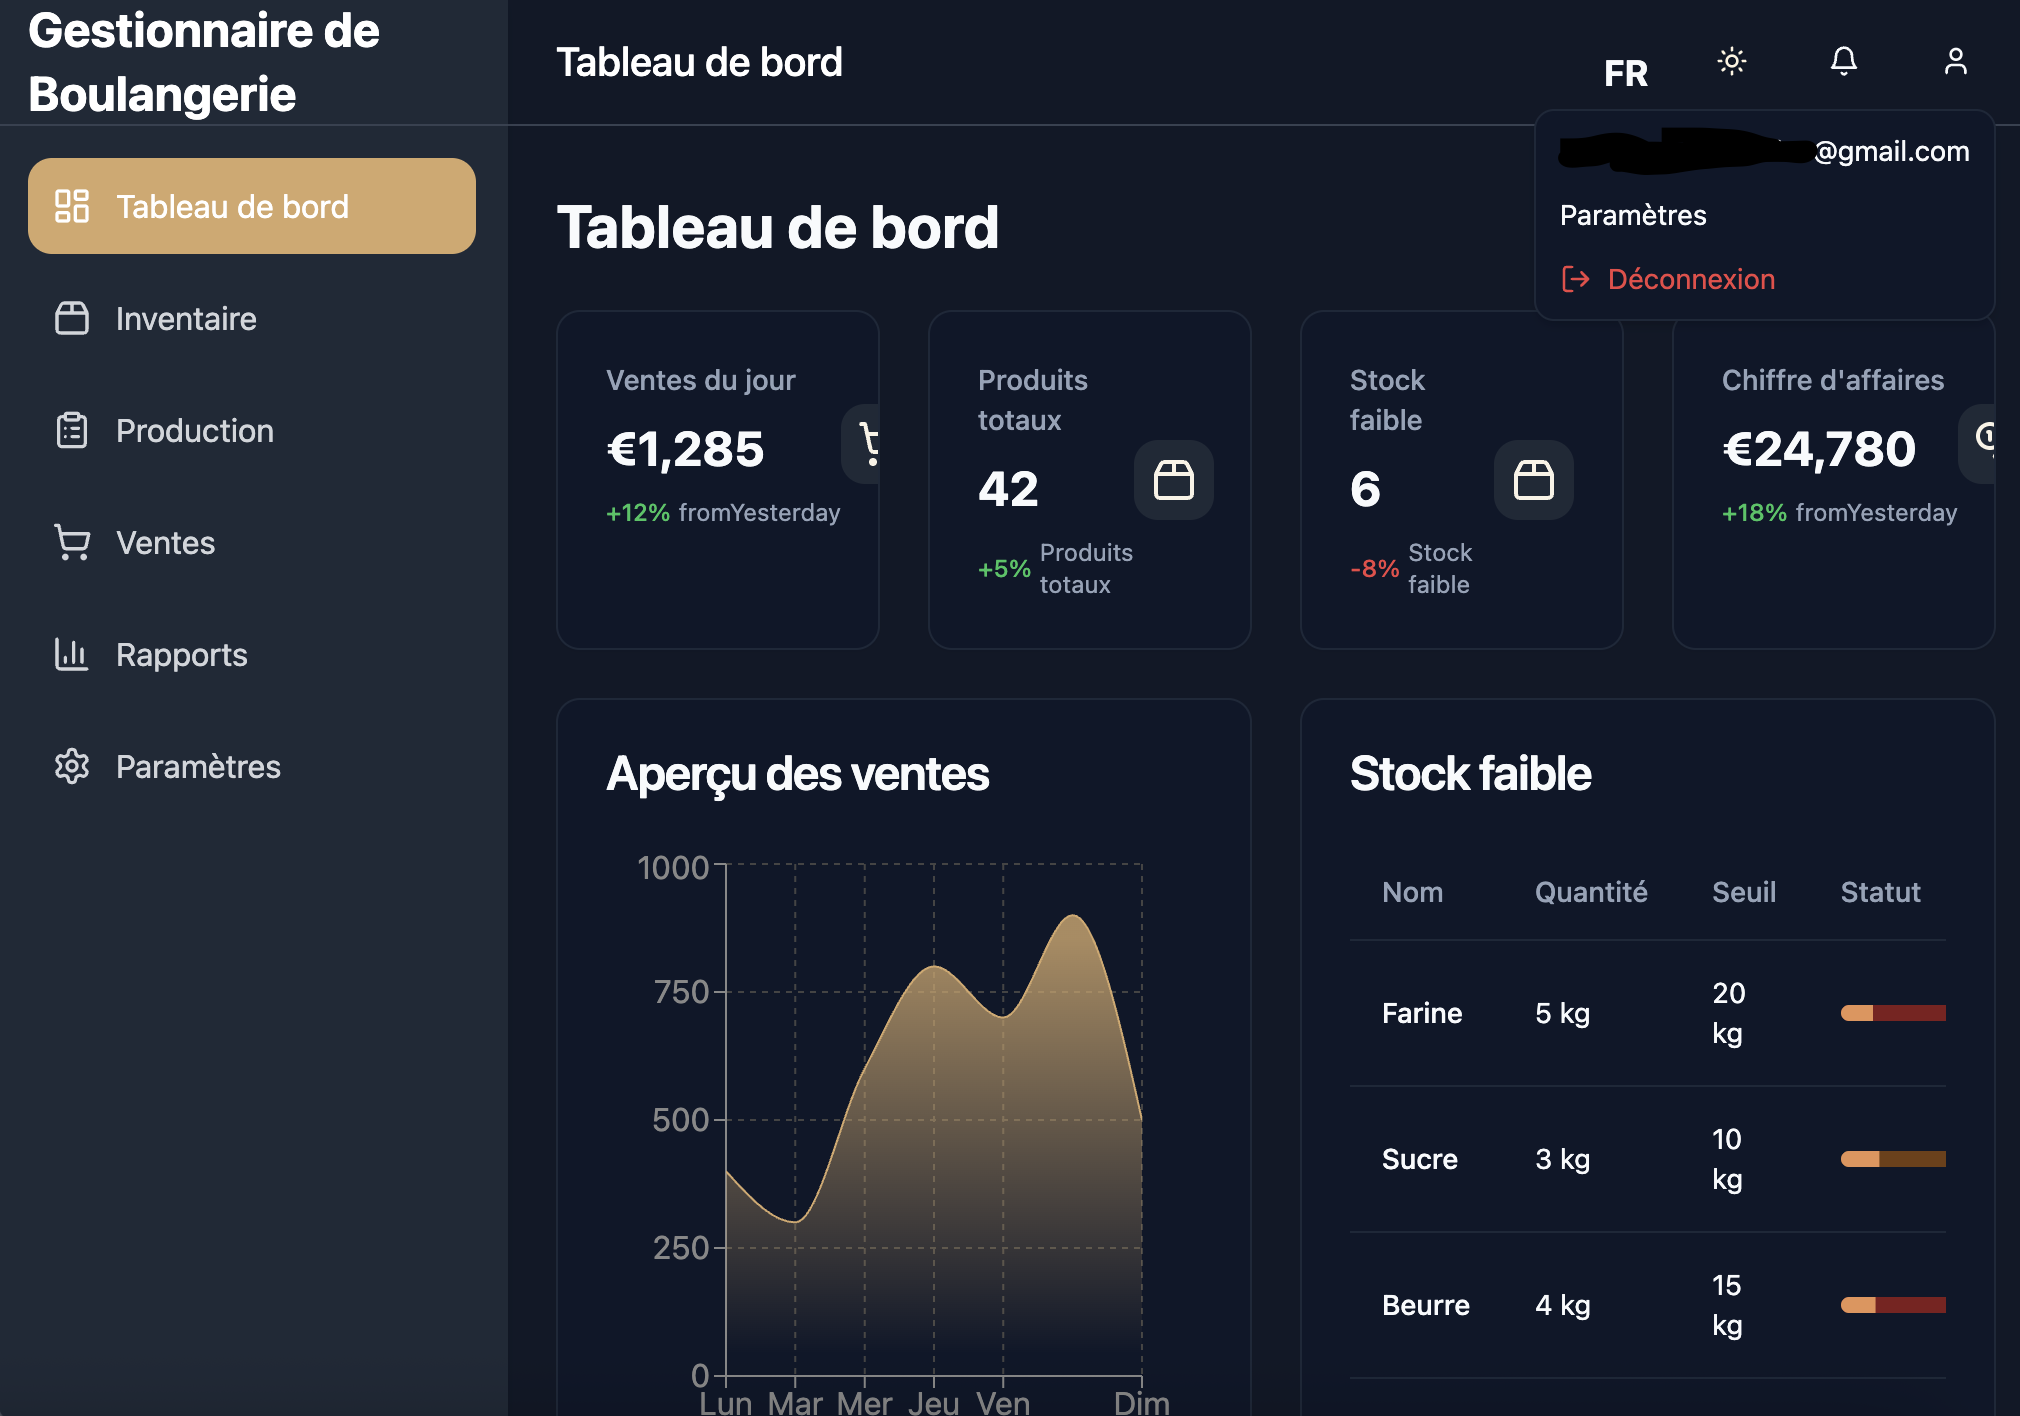 Gestionnaire de
Boulangerie
Tableau de bord
Inventaire
Production
Ventes
Rapports
Paramètres
Tableau de bord
FR
@gmail.com
Paramètres
Déconnexion
Tableau de bord
Ventes du jour
€1,285
+12% fromYesterday
Produits
totaux
42
+5% Produits
totaux
Stock
faible
6
-8% Stock
faible
Chiffre d'affaires
€24,780
+18% fromYesterday
Aperçu des ventes
1000
750
500
250
0
Lun Mar Mer Jeu Ven Dim
Stock faible
Nom Quantité Seuil Statut
Farine 5 kg 20
kg
Sucre 3 kg 10
kg
Beurre 4 kg 15
kg